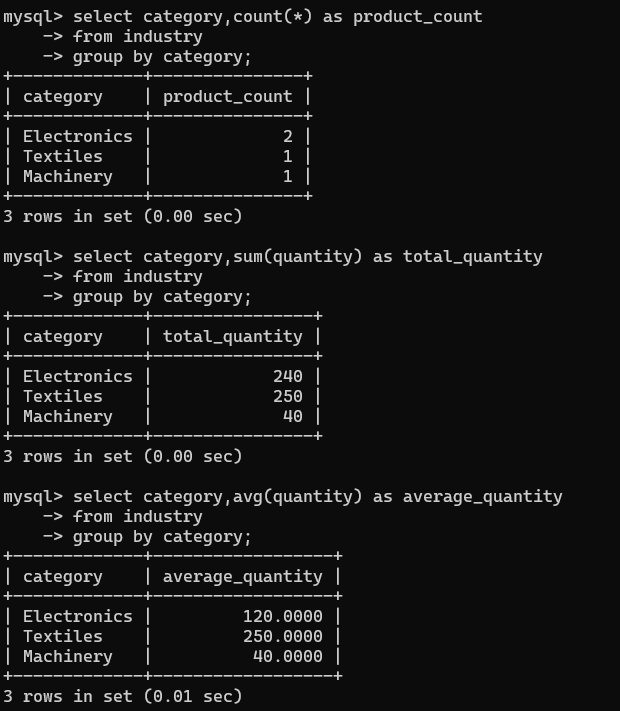 mysql> select category,count(*) as product_count
    -> from industry
    -> group by category;
+-------------+---------------+
| category    | product_count |
+-------------+---------------+
| Electronics |             2 |
| Textiles    |             1 |
| Machinery   |             1 |
+-------------+---------------+
3 rows in set (0.00 sec)

mysql> select category,sum(quantity) as total_quantity
    -> from industry
    -> group by category;
+-------------+----------------+
| category    | total_quantity |
+-------------+----------------+
| Electronics |            240 |
| Textiles    |            250 |
| Machinery   |             40 |
+-------------+----------------+
3 rows in set (0.00 sec)

mysql> select category,avg(quantity) as average_quantity
    -> from industry
    -> group by category;
+-------------+------------------+
| category    | average_quantity |
+-------------+------------------+
| Electronics |         120.0000 |
| Textiles    |         250.0000 |
| Machinery   |          40.0000 |
+-------------+------------------+
3 rows in set (0.01 sec)